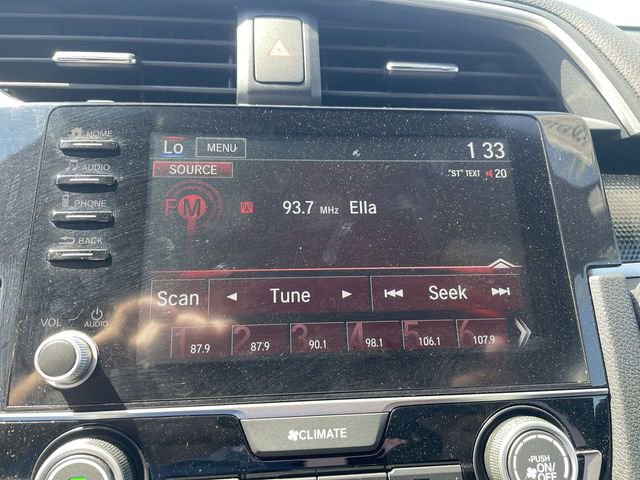 HOME
AUDIO
PHONE
BACK
VOL
AUDIO
Lo MENU 1 33
SOURCE "ST" TEXT 20
FM 93.7 MHz Ella
Scan Tune Seek
1 2 3 4 5 6
87.9 87.9 90.1 98.1 106.1 107.9
CLIMATE
PUSH
ON/
OFF